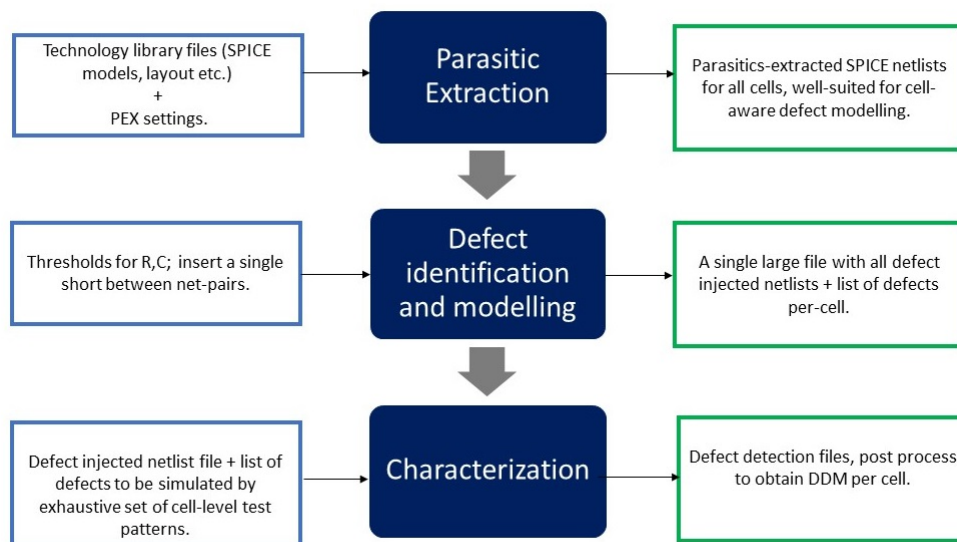 Technology library files (SPICE
models, layout etc.)
+
PEX settings.
Parasitic
Extraction
Parasitics-extracted SPICE netlists
for all cells, well-suited for cell-
aware defect modelling.
Thresholds for R,C; insert a single
short between net-pairs.
Defect
identification
and modelling
A single large file with all defect
injected netlists + list of defects
per-cell.
Defect injected netlist file + list of
defects to be simulated by
exhaustive set of cell-level test
patterns.
Characterization
Defect detection files, post process
to obtain DDM per cell.